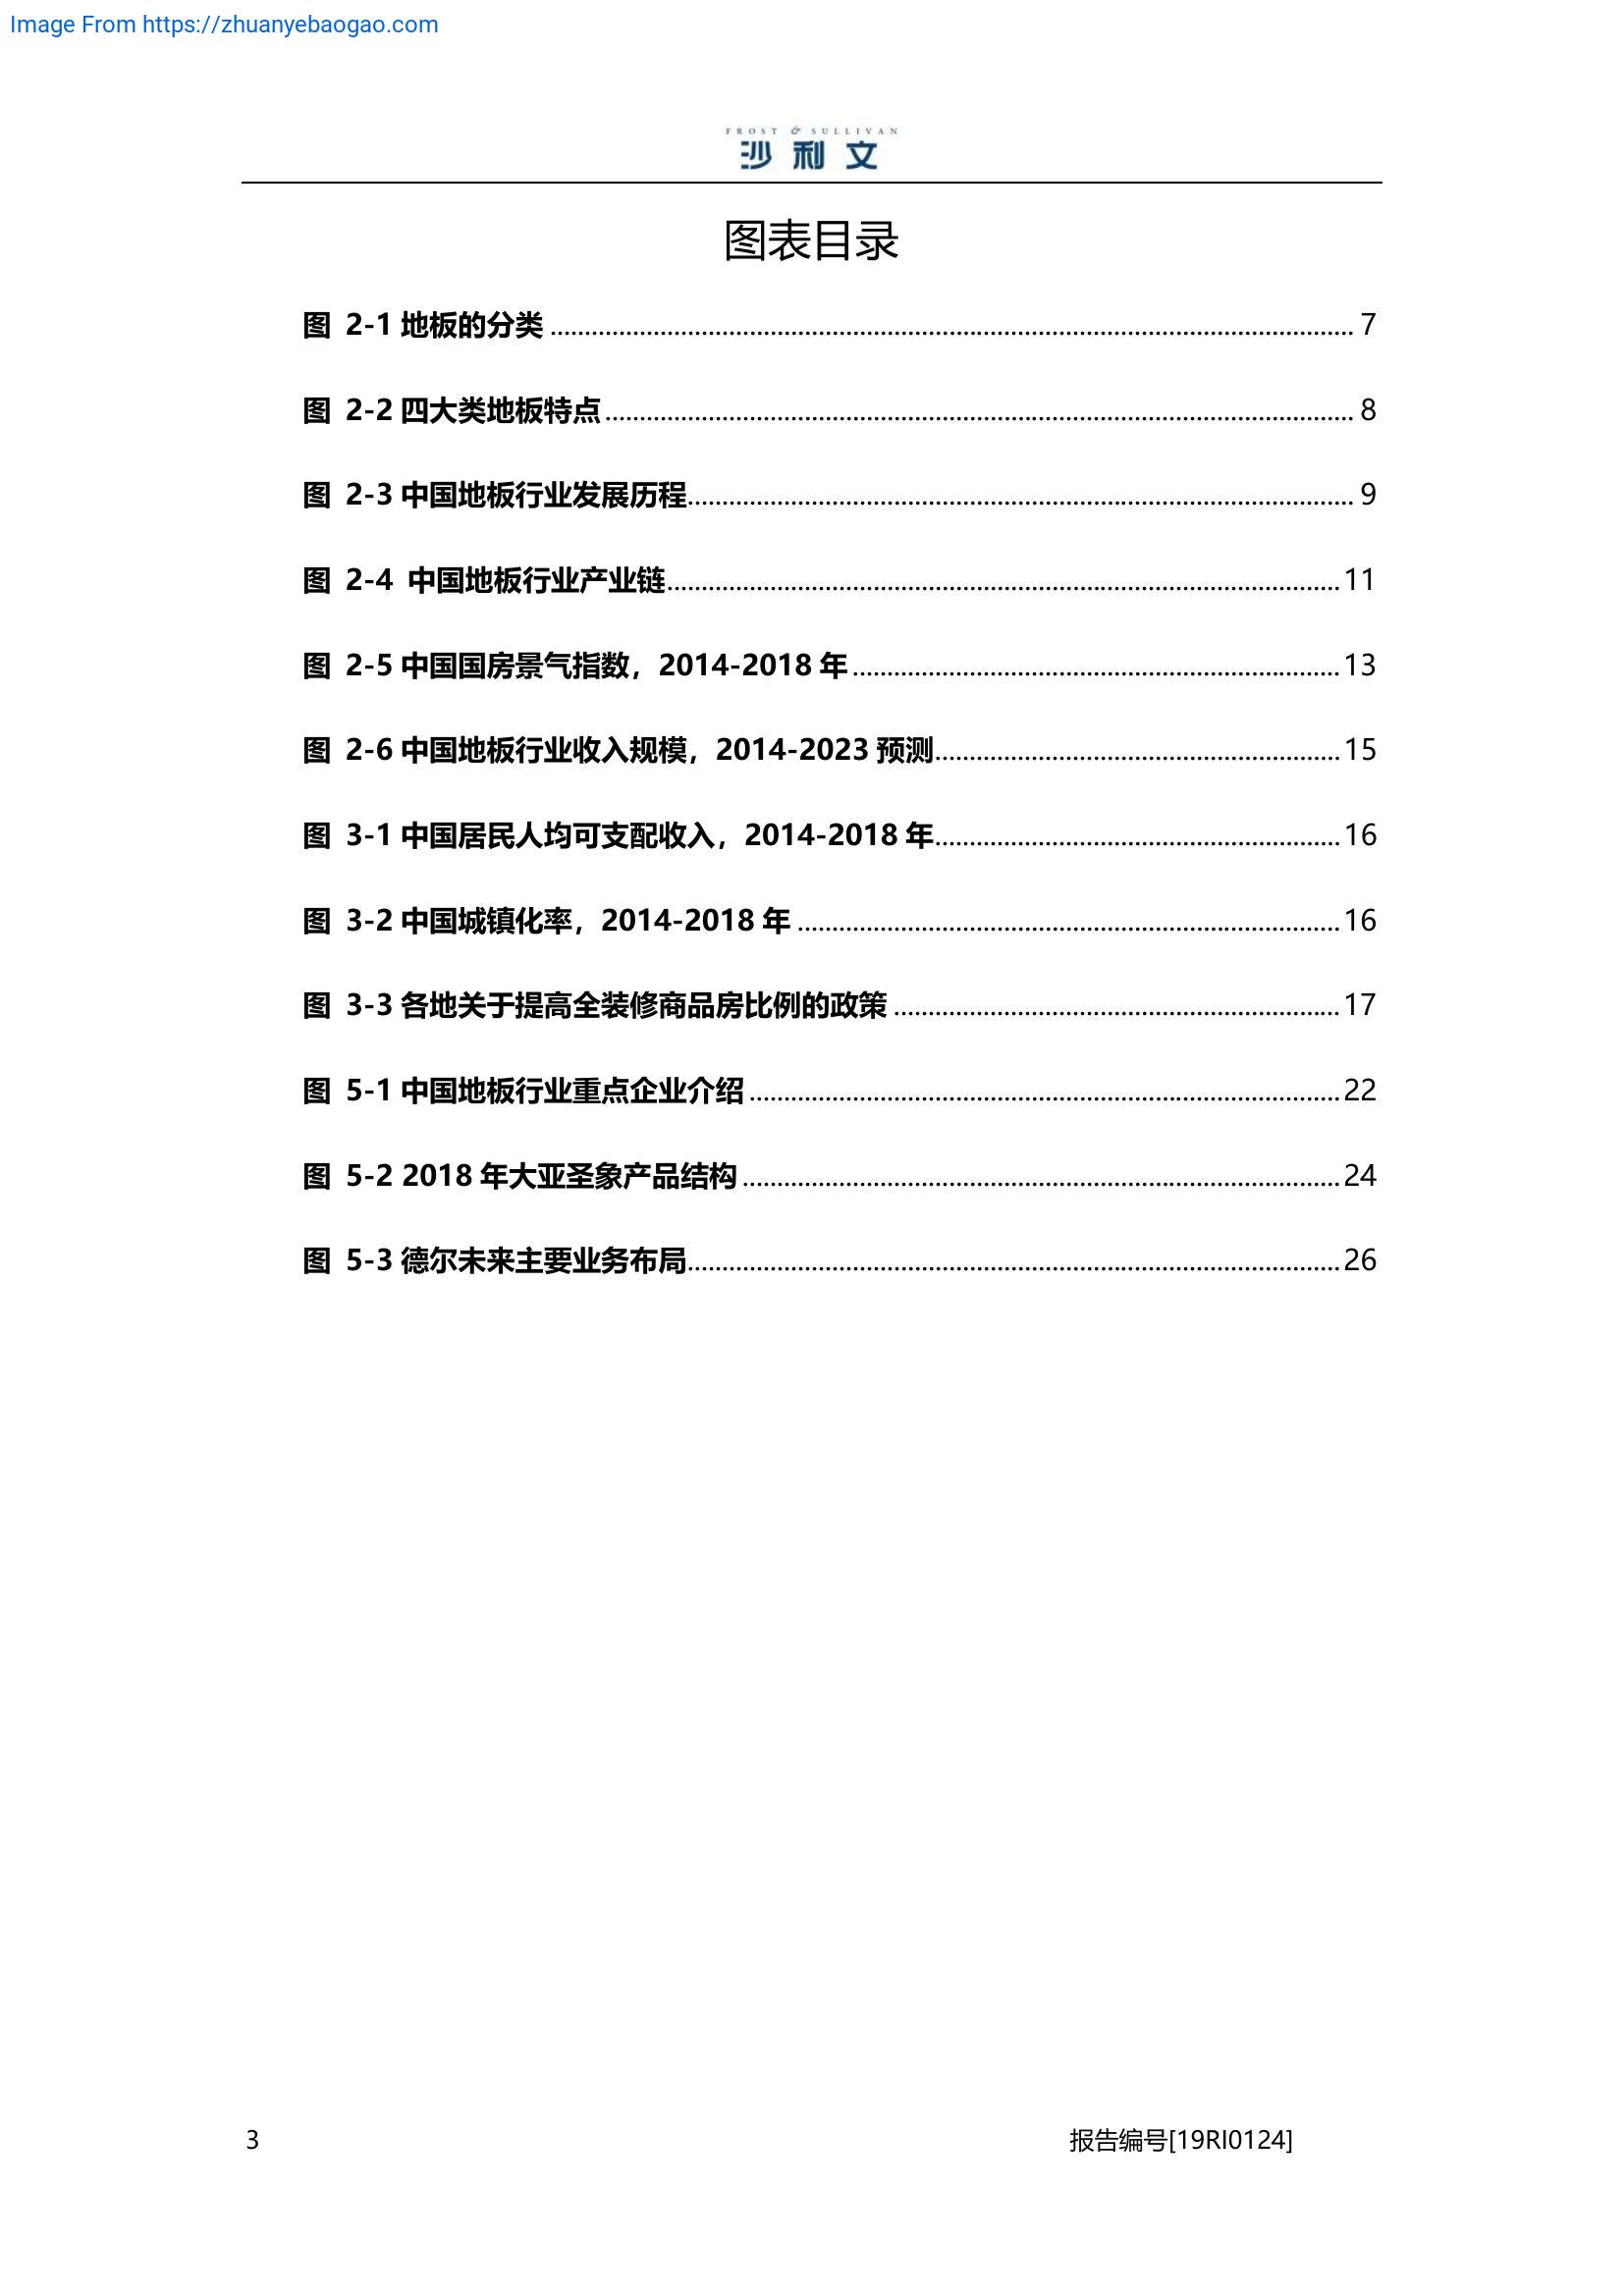 Image From https://zhuanyebaogao.com
FROST & SULLIVAN
沙利文
图表目录
图 2-1 地板的分类 ........ 7
图 2-2 四大类地板特点 ........ 8
图 2-3 中国地板行业发展历程 ........ 9
图 2-4 中国地板行业产业链 ........ 11
图 2-5 中国国房景气指数，2014-2018 年 ........ 13
图 2-6 中国地板行业收入规模，2014-2023 预测 ........ 15
图 3-1 中国居民人均可支配收入，2014-2018 年 ........ 16
图 3-2 中国城镇化率，2014-2018 年 ........ 16
图 3-3 各地关于提高全装修商品房比例的政策 ........ 17
图 5-1 中国地板行业重点企业介绍 ........ 22
图 5-2 2018 年大亚圣象产品结构 ........ 24
图 5-3 德尔未来主要业务布局 ........ 26
3 报告编号[19RI0124]